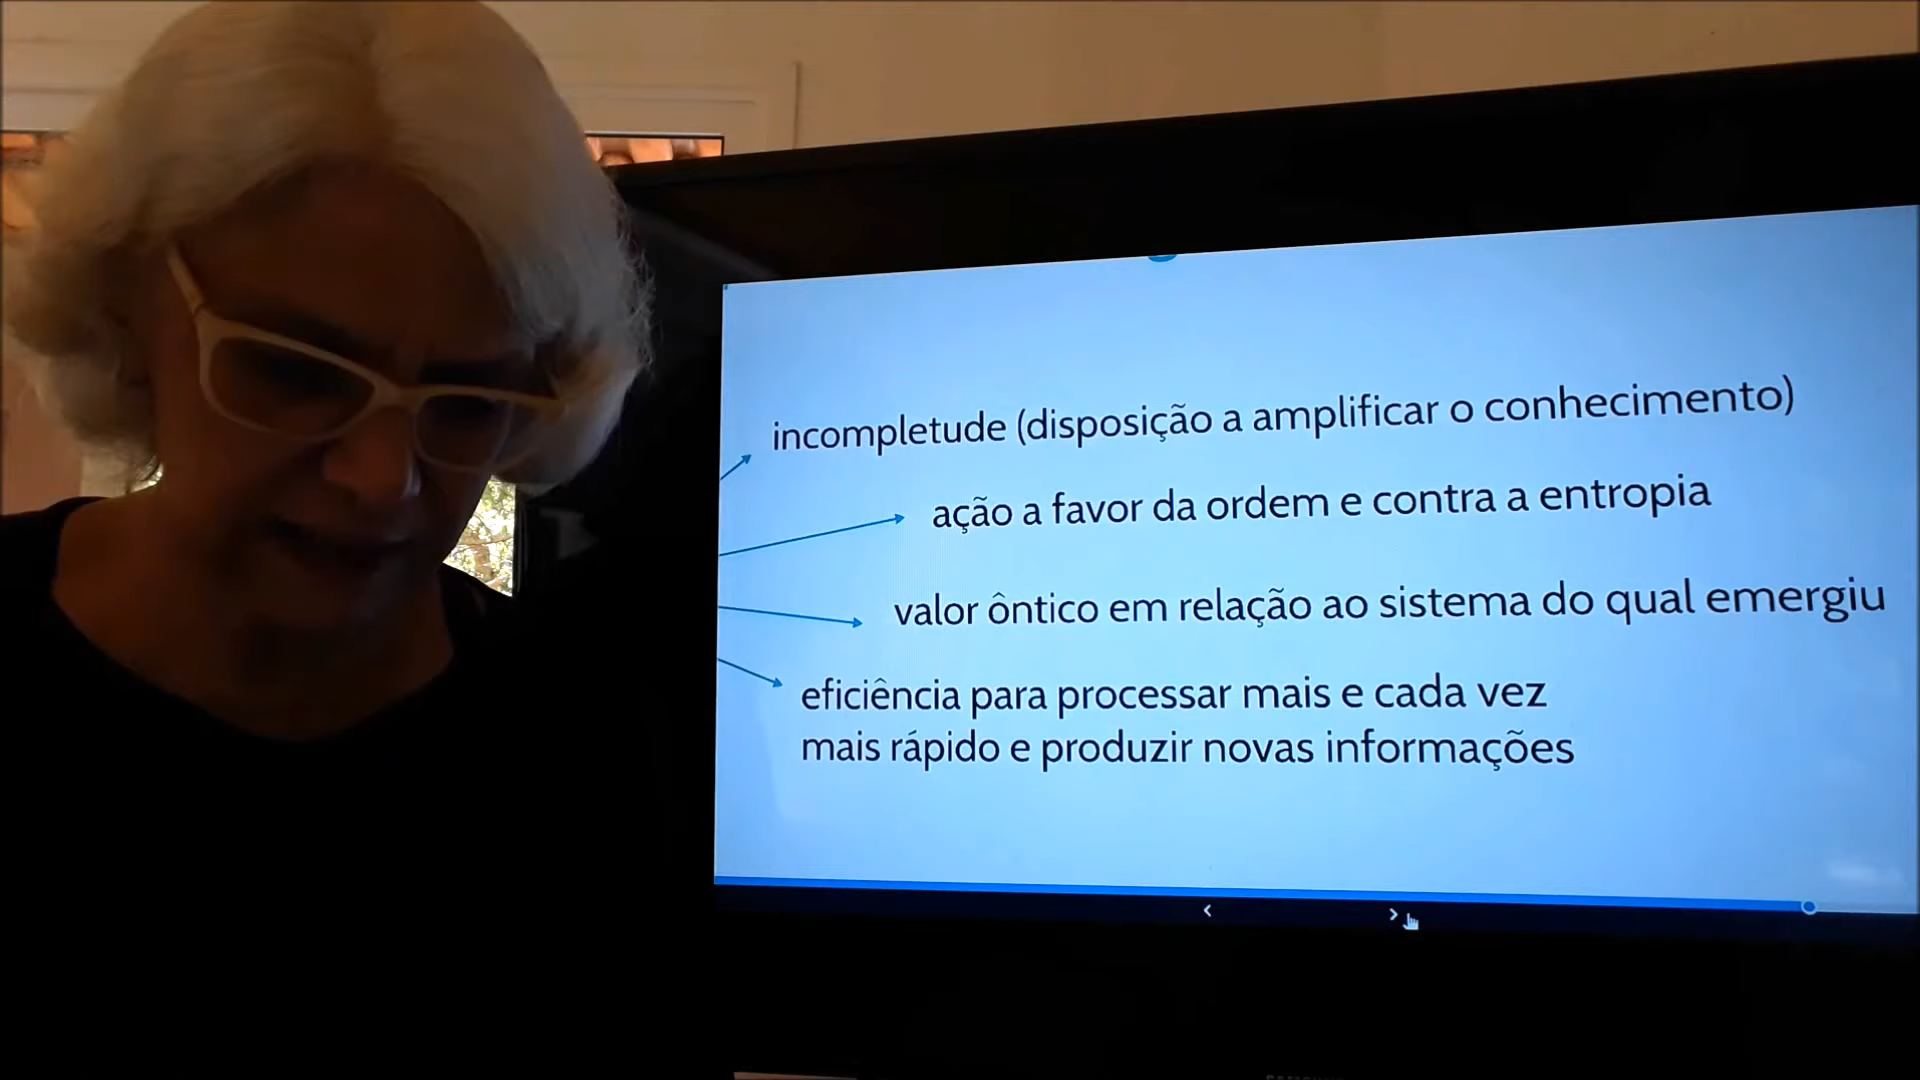 incompletude (disposição a amplificar o conhecimento)
ação a favor da ordem e contra a entropia
valor ôntico em relação ao sistema do qual emergiu
eficiência para processar mais e cada vez
mais rápido e produzir novas informações